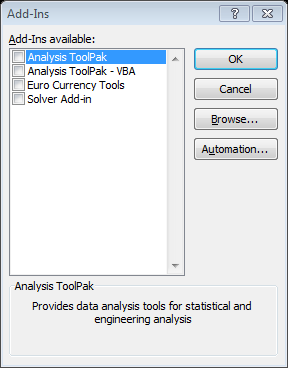 Add-Ins
Add-Ins available:
Analysis ToolPak
Analysis ToolPak - VBA
Euro Currency Tools
Solver Add-in
OK
Cancel
Browse...
Automation...
Analysis ToolPak
Provides data analysis tools for statistical and
engineering analysis